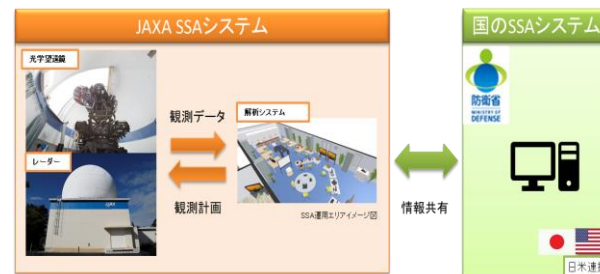 JAXA SSAシステム
光学望遠鏡
レーダー
観測データ
観測計画
解析システム
SSA運用エリアイメージ図
情報共有
国のSSAシステム
防衛省
MINISTRY OF
DEFENSE